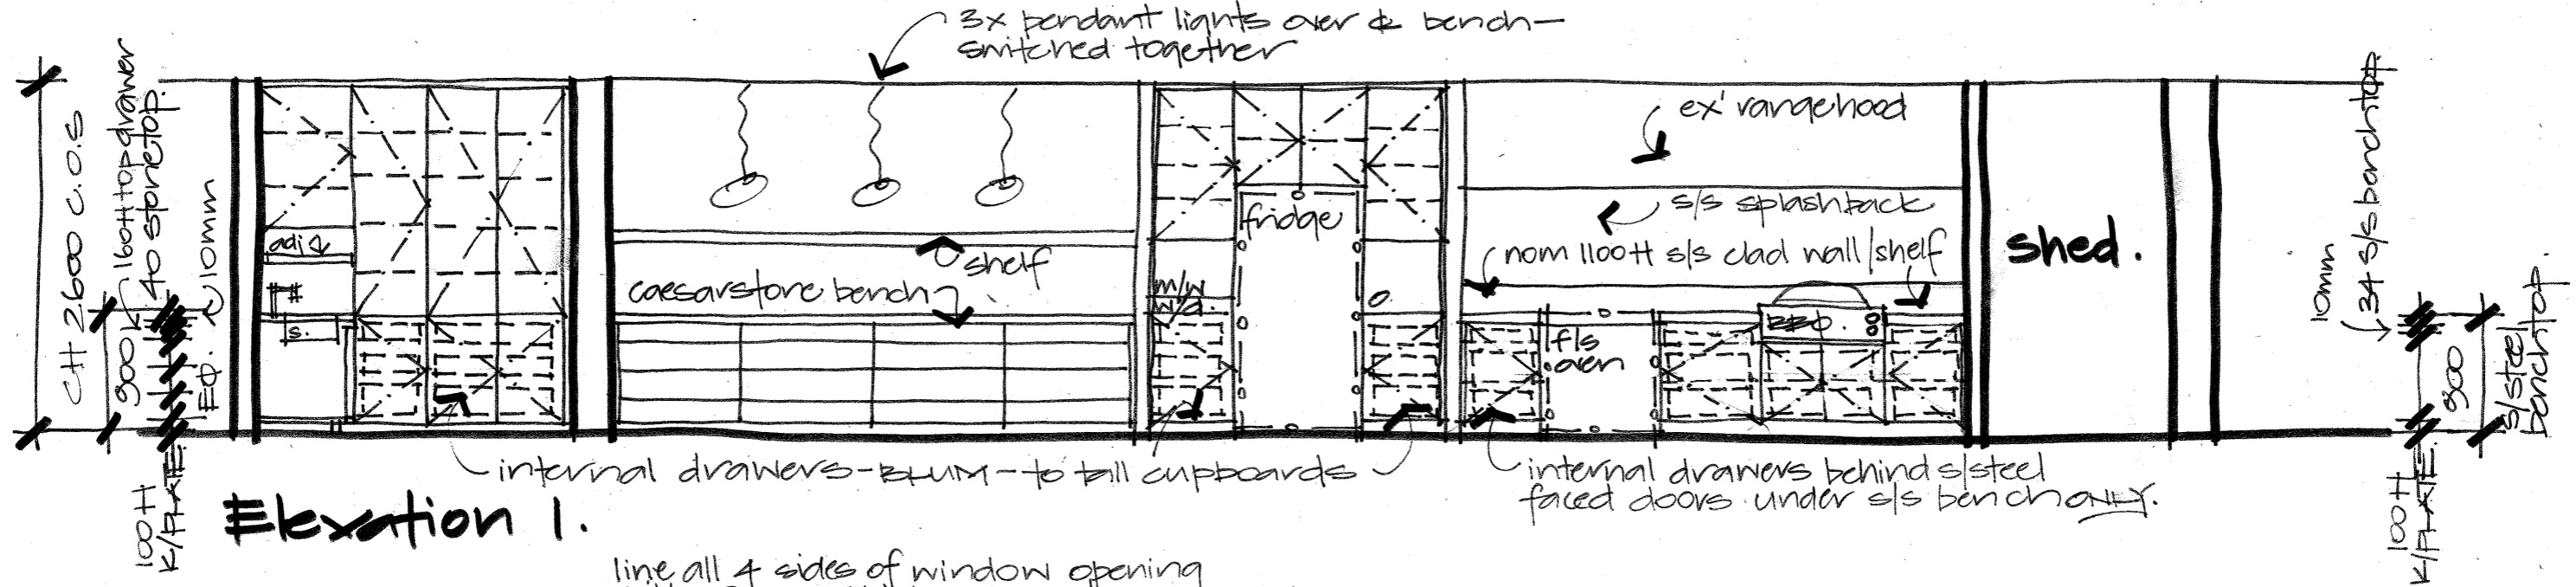 3x pendant lights over & bench—
switched together
ex' rangehood
s/s splashback
nom 1100H s/s clad wall/shelf
fridge
shed.
adj
shelf
caesarstone bench
m/w
w/d.
s.
f/s
oven
BBQ.
internal drawers-BLUM-to tall cupboards
internal drawers behind s/steel
faced doors under s/s bench ONLY.
Elevation 1.
line all 4 sides of window opening
CH 2600 C.O.S
900
160H top drawer
40 stonetop.
EQ.
10mm
100H
K/PLATE.
10mm
34 s/s benchtop
900
s/steel
benchtop.
100H
K/PLATE.